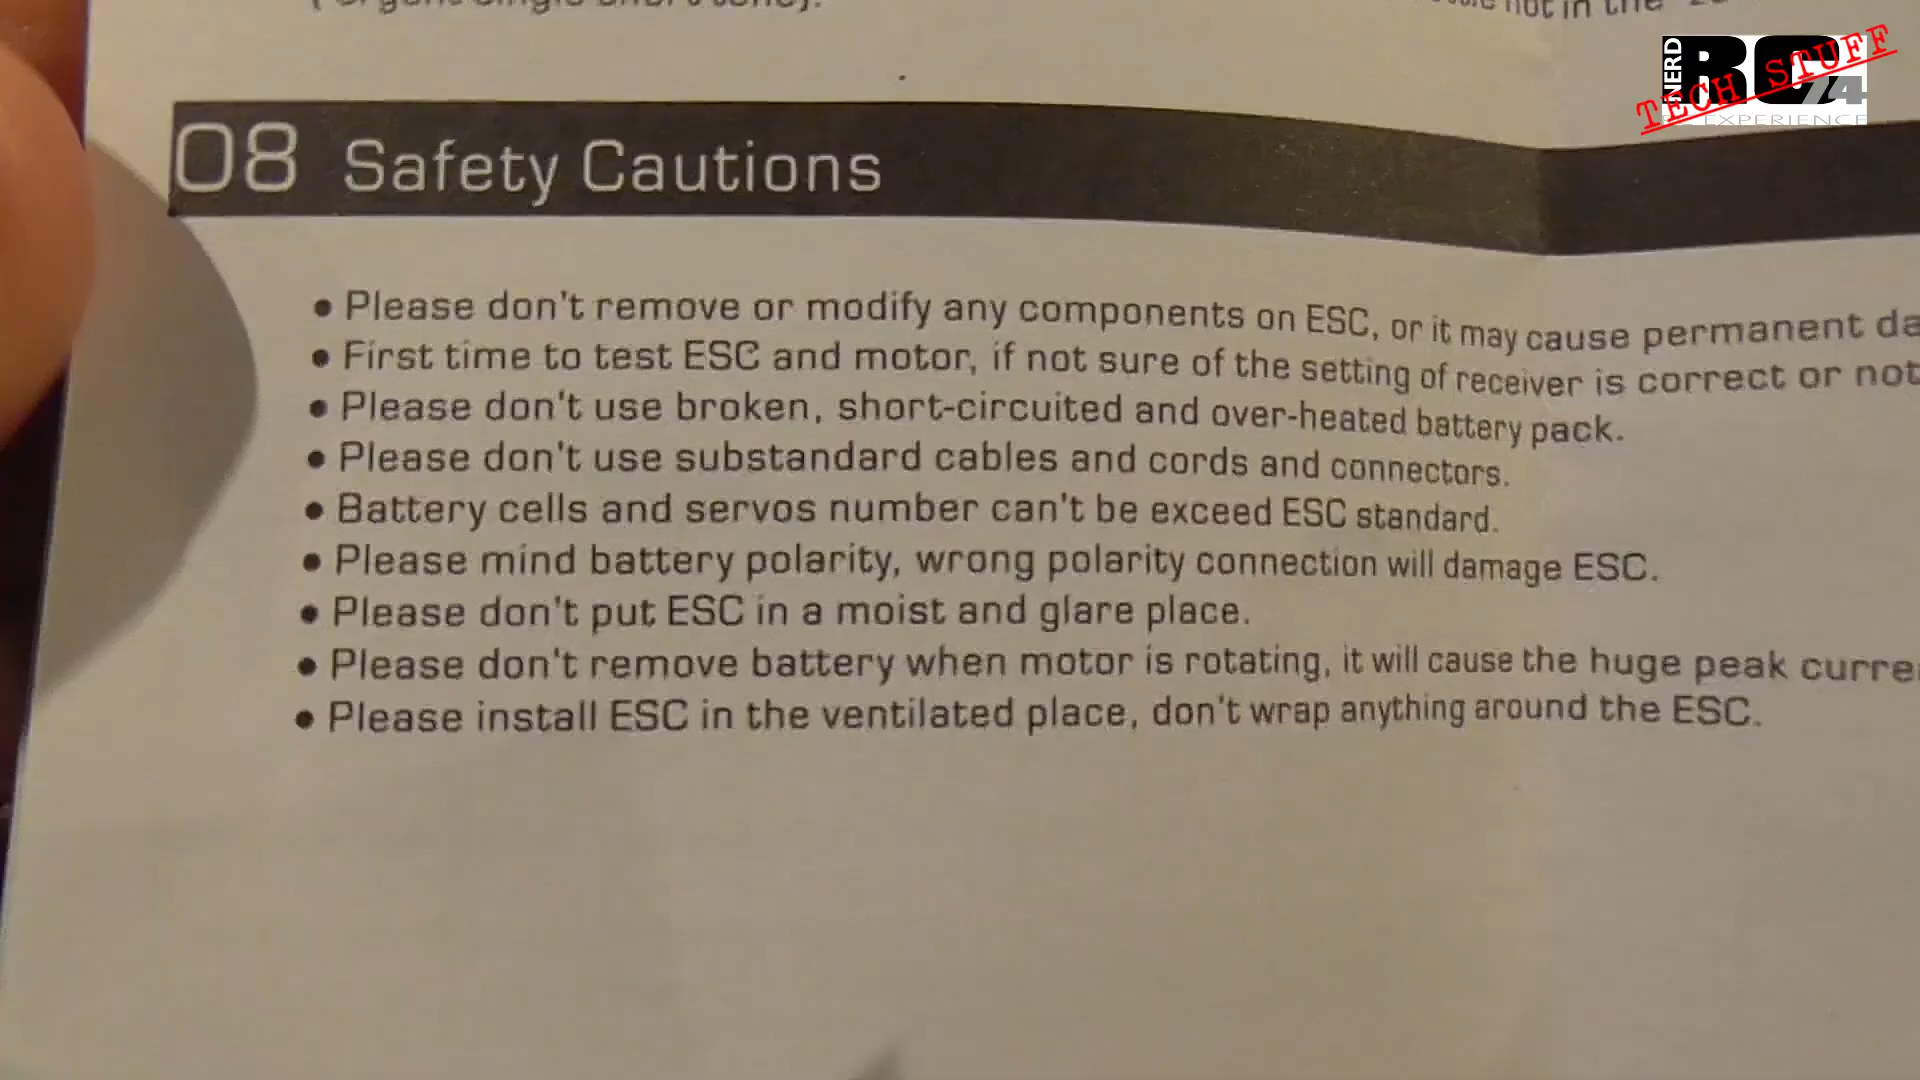 not in the
08 Safety Cautions
• Please don't remove or modify any components on ESC, or it may cause permanent
• First time to test ESC and motor, if not sure of the setting of receiver is correct or not
• Please don't use broken, short-circuited and over-heated battery pack.
• Please don't use substandard cables and cords and connectors.
• Battery cells and servos number can't be exceed ESC standard.
• Please mind battery polarity, wrong polarity connection will damage ESC.
• Please don't put ESC in a moist and glare place.
• Please don't remove battery when motor is rotating, it will cause the huge peak
• Please install ESC in the ventilated place, don't wrap anything around the ESC.
NERD RC
TECH STUFF
74
EXPERIENCE